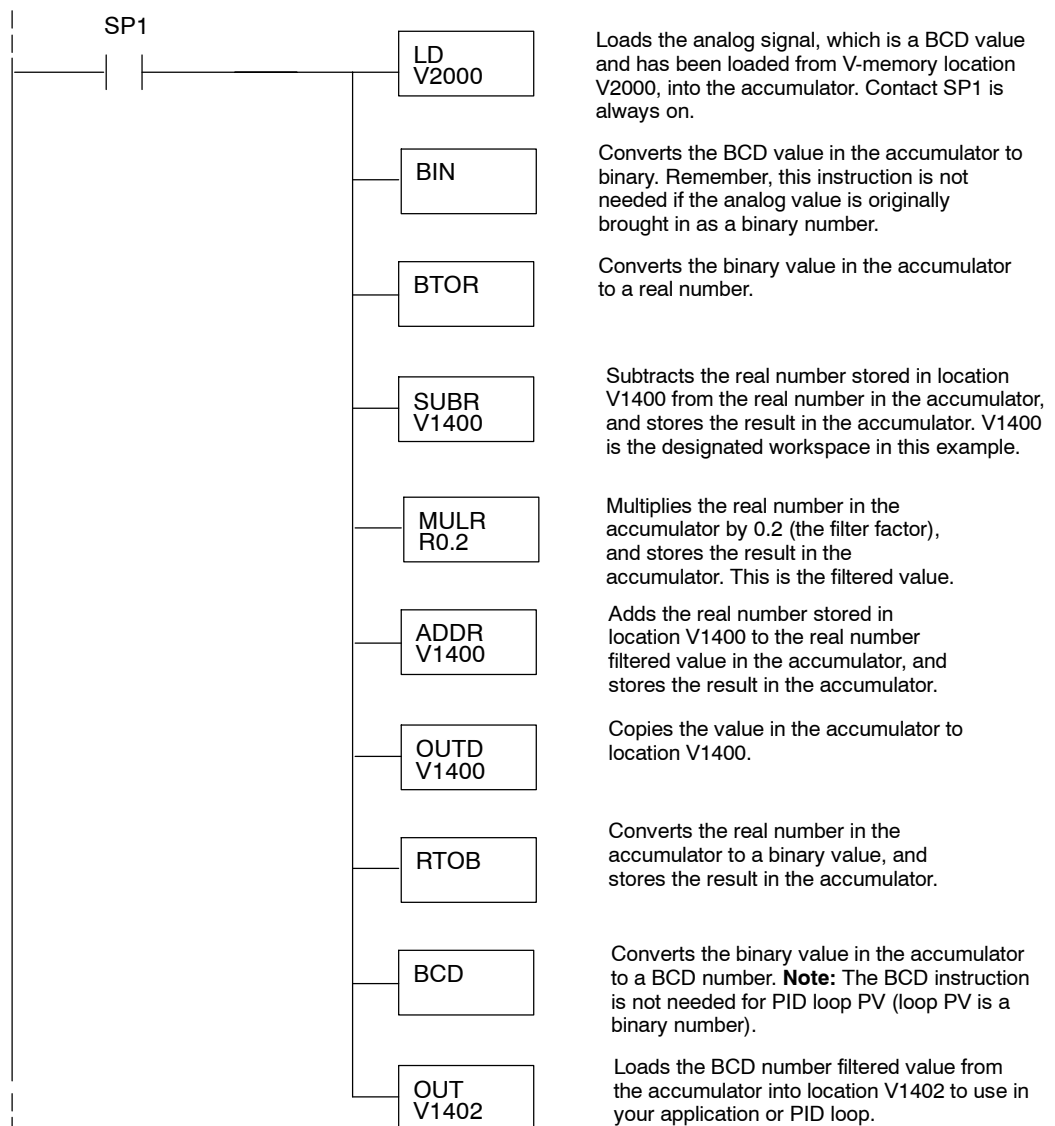 SP1
LD
V2000
Loads the analog signal, which is a BCD value
and has been loaded from V-memory location
V2000, into the accumulator. Contact SP1 is
always on.
BIN
Converts the BCD value in the accumulator to
binary. Remember, this instruction is not
needed if the analog value is originally
brought in as a binary number.
BTOR
Converts the binary value in the accumulator
to a real number.
SUBR
V1400
Subtracts the real number stored in location
V1400 from the real number in the accumulator,
and stores the result in the accumulator. V1400
is the designated workspace in this example.
MULR
R0.2
Multiplies the real number in the
accumulator by 0.2 (the filter factor),
and stores the result in the
accumulator. This is the filtered value.
ADDR
V1400
Adds the real number stored in
location V1400 to the real number
filtered value in the accumulator, and
stores the result in the accumulator.
OUTD
V1400
Copies the value in the accumulator to
location V1400.
RTOB
Converts the real number in the
accumulator to a binary value, and
stores the result in the accumulator.
BCD
Converts the binary value in the accumulator
to a BCD number. Note: The BCD instruction
is not needed for PID loop PV (loop PV is a
binary number).
OUT
V1402
Loads the BCD number filtered value from
the accumulator into location V1402 to use in
your application or PID loop.